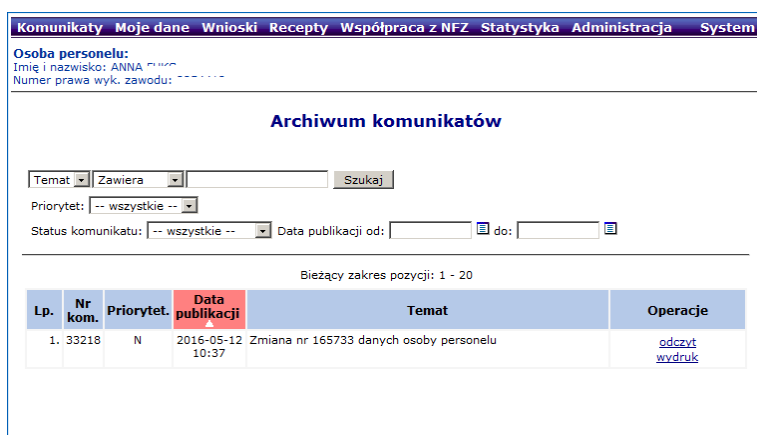 Komunikaty Moje dane Wnioski Recepty Współpraca z NFZ Statystyka Administracja System
Osoba personelu:
Imię i nazwisko: ANNA
Numer prawa wyk. zawodu:
Archiwum komunikatów
Temat Zawiera Szukaj
Priorytet: -- wszystkie --
Status komunikatu: -- wszystkie -- Data publikacji od: do:
Bieżący zakres pozycji: 1 - 20
Lp. Nr kom. Priorytet. Data publikacji Temat Operacje
1. 33218 N 2016-05-12 10:37 Zmiana nr 165733 danych osoby personelu odczyt
wydruk